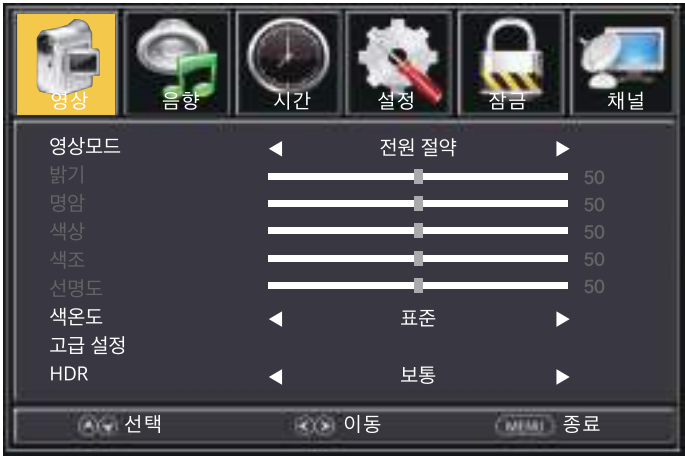 영상 음향 시간 설정 잠금 채널
영상모드 전원 절약
밝기 50
명암 50
색상 50
색조 50
선명도 50
색온도 표준
고급 설정
HDR 보통
선택 이동 MENU 종료